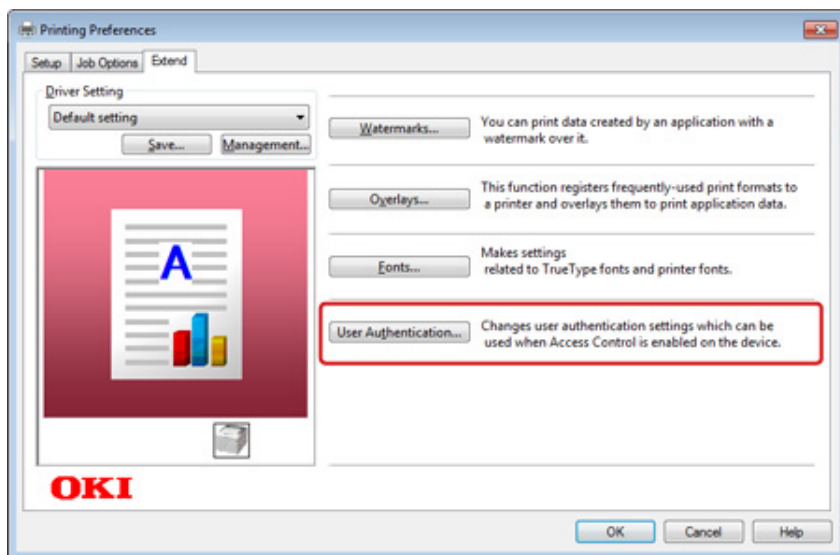 Printing Preferences
Setup Job Options Extend
Driver Setting
Default setting
Save... Management...
A
OKI
Watermarks... You can print data created by an application with a
watermark over it.
Overlays... This function registers frequently-used print formats to
a printer and overlays them to print application data.
Fonts... Makes settings
related to TrueType fonts and printer fonts.
User Authentication... Changes user authentication settings which can be
used when Access Control is enabled on the device.
OK Cancel Help